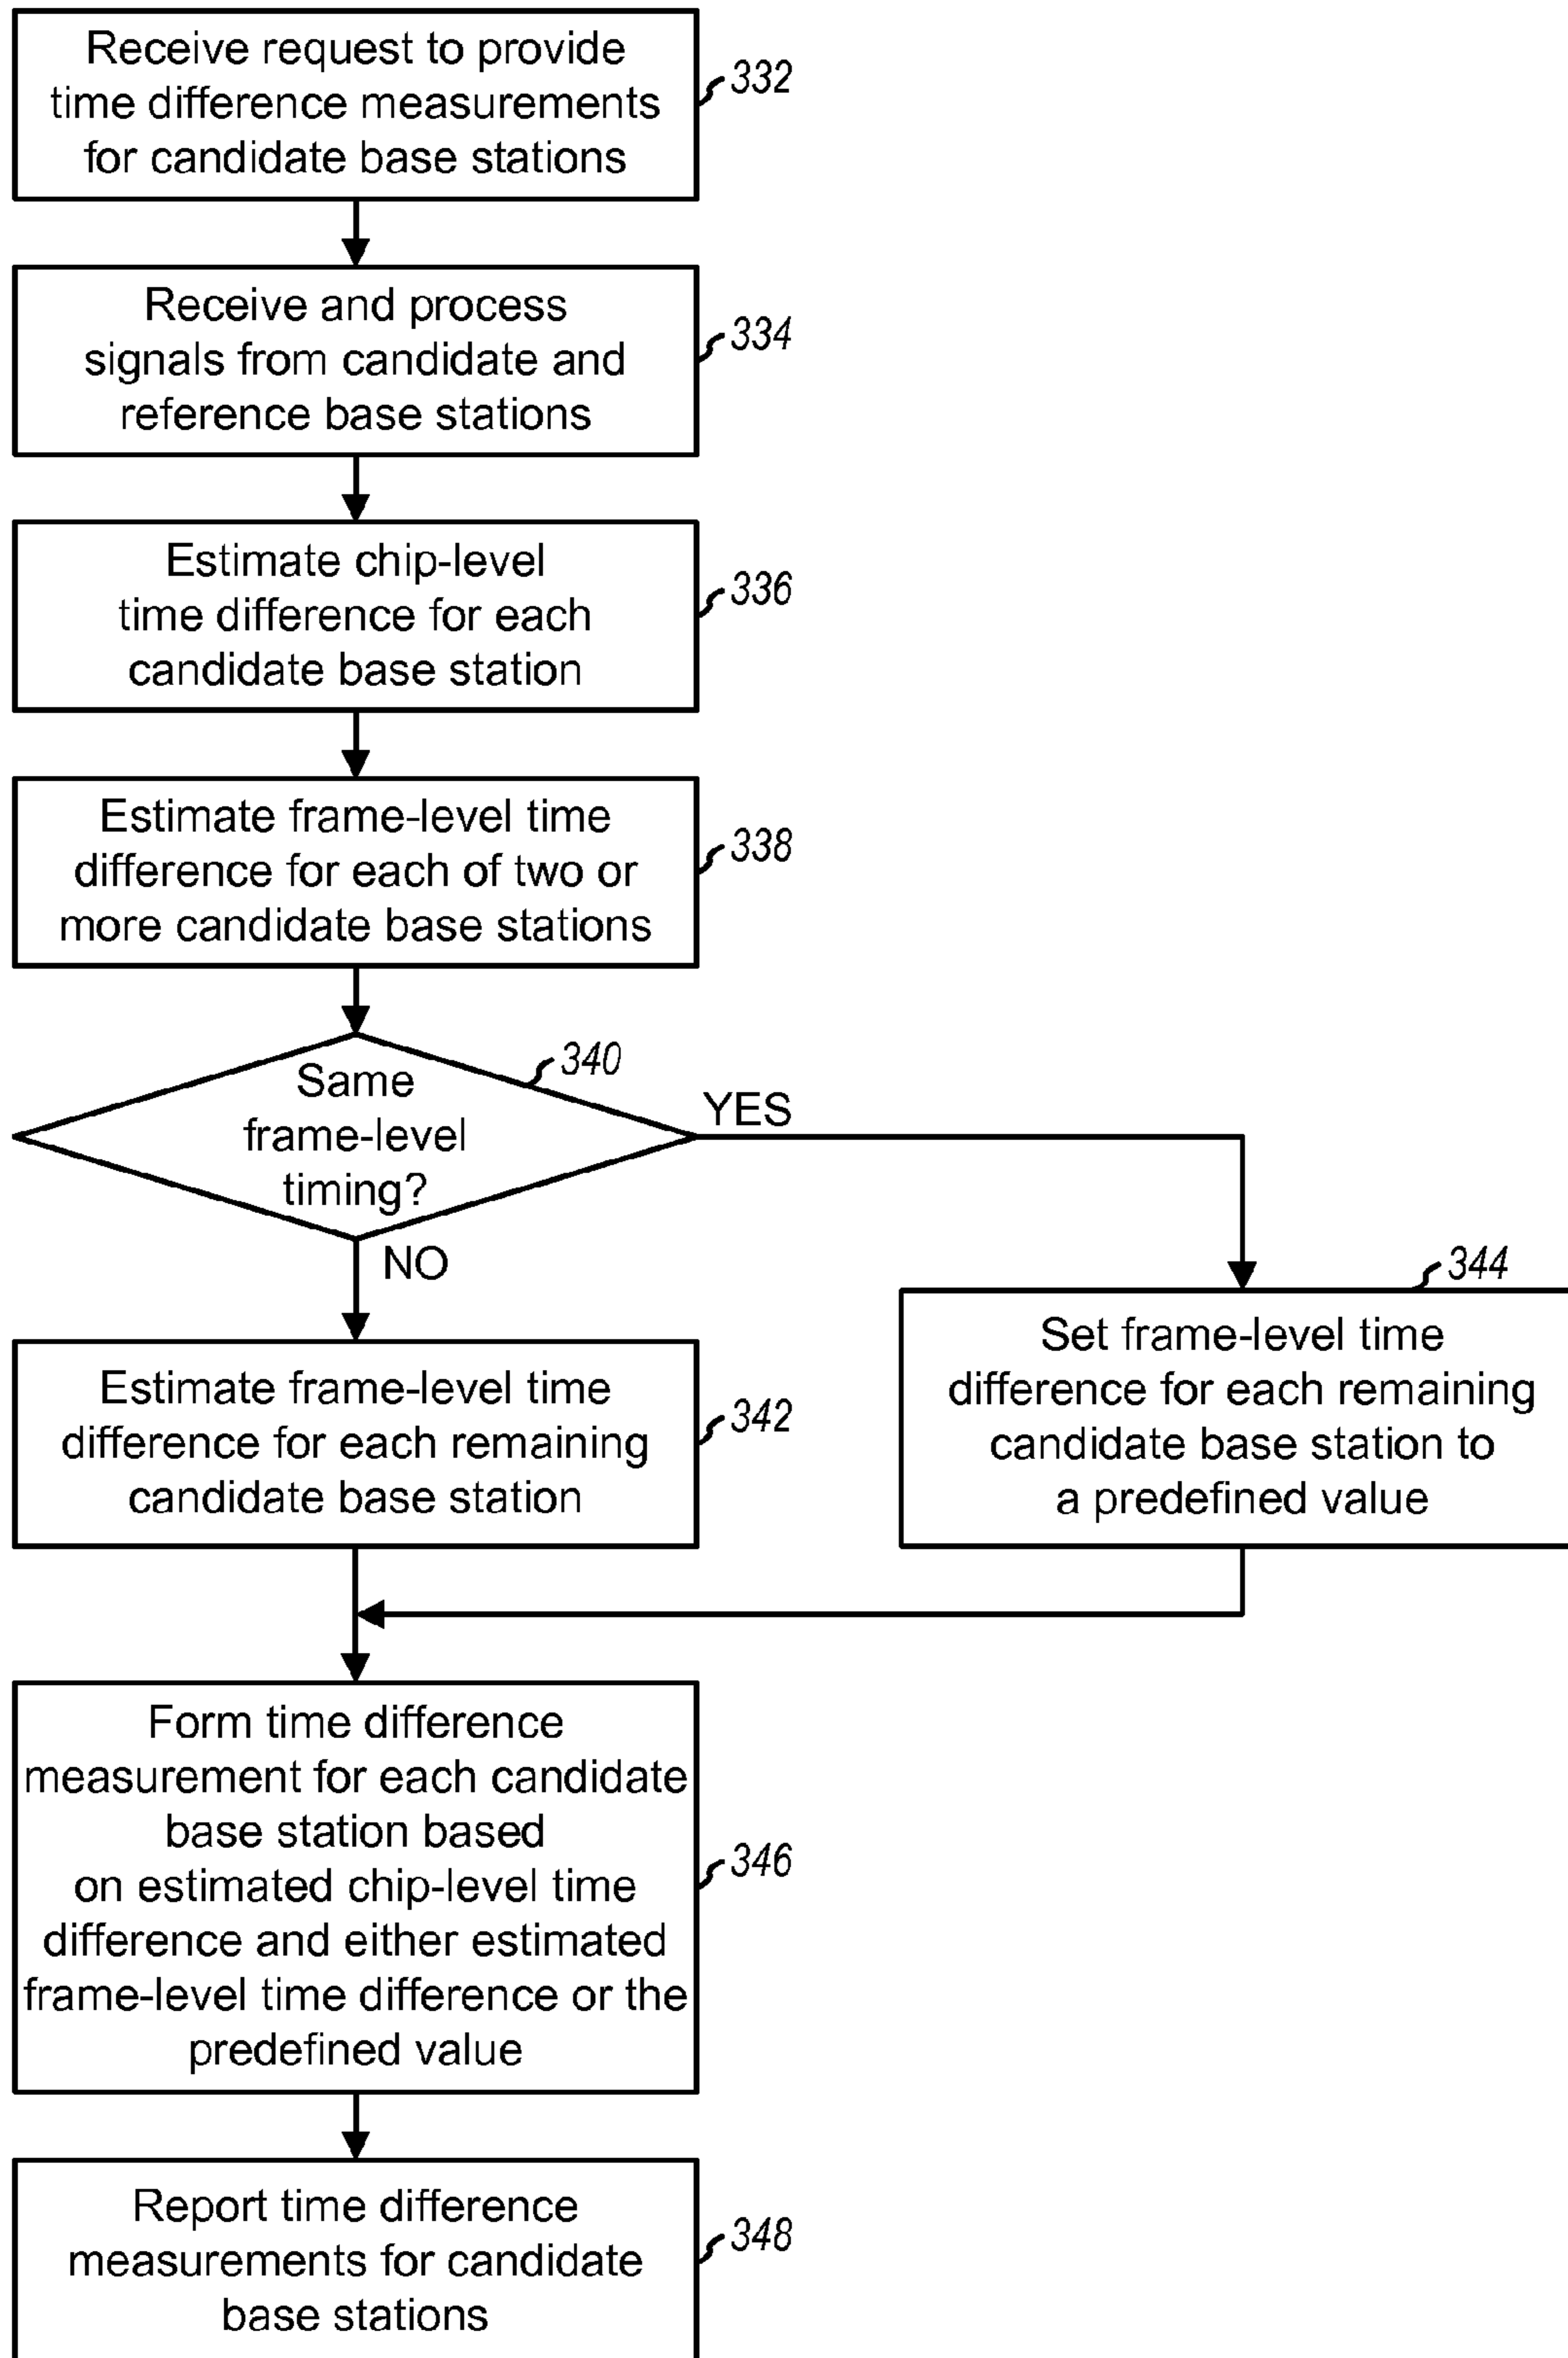 Receive request to provide
time difference measurements
for candidate base stations
332
Receive and process
signals from candidate and
reference base stations
334
Estimate chip-level
time difference for each
candidate base station
336
Estimate frame-level time
difference for each of two or
more candidate base stations
338
Same
frame-level
timing?
340
YES
NO
Estimate frame-level time
difference for each remaining
candidate base station
342
Set frame-level time
difference for each remaining
candidate base station to
a predefined value
344
Form time difference
measurement for each candidate
base station based
on estimated chip-level time
difference and either estimated
frame-level time difference or the
predefined value
346
Report time difference
measurements for candidate
base stations
348